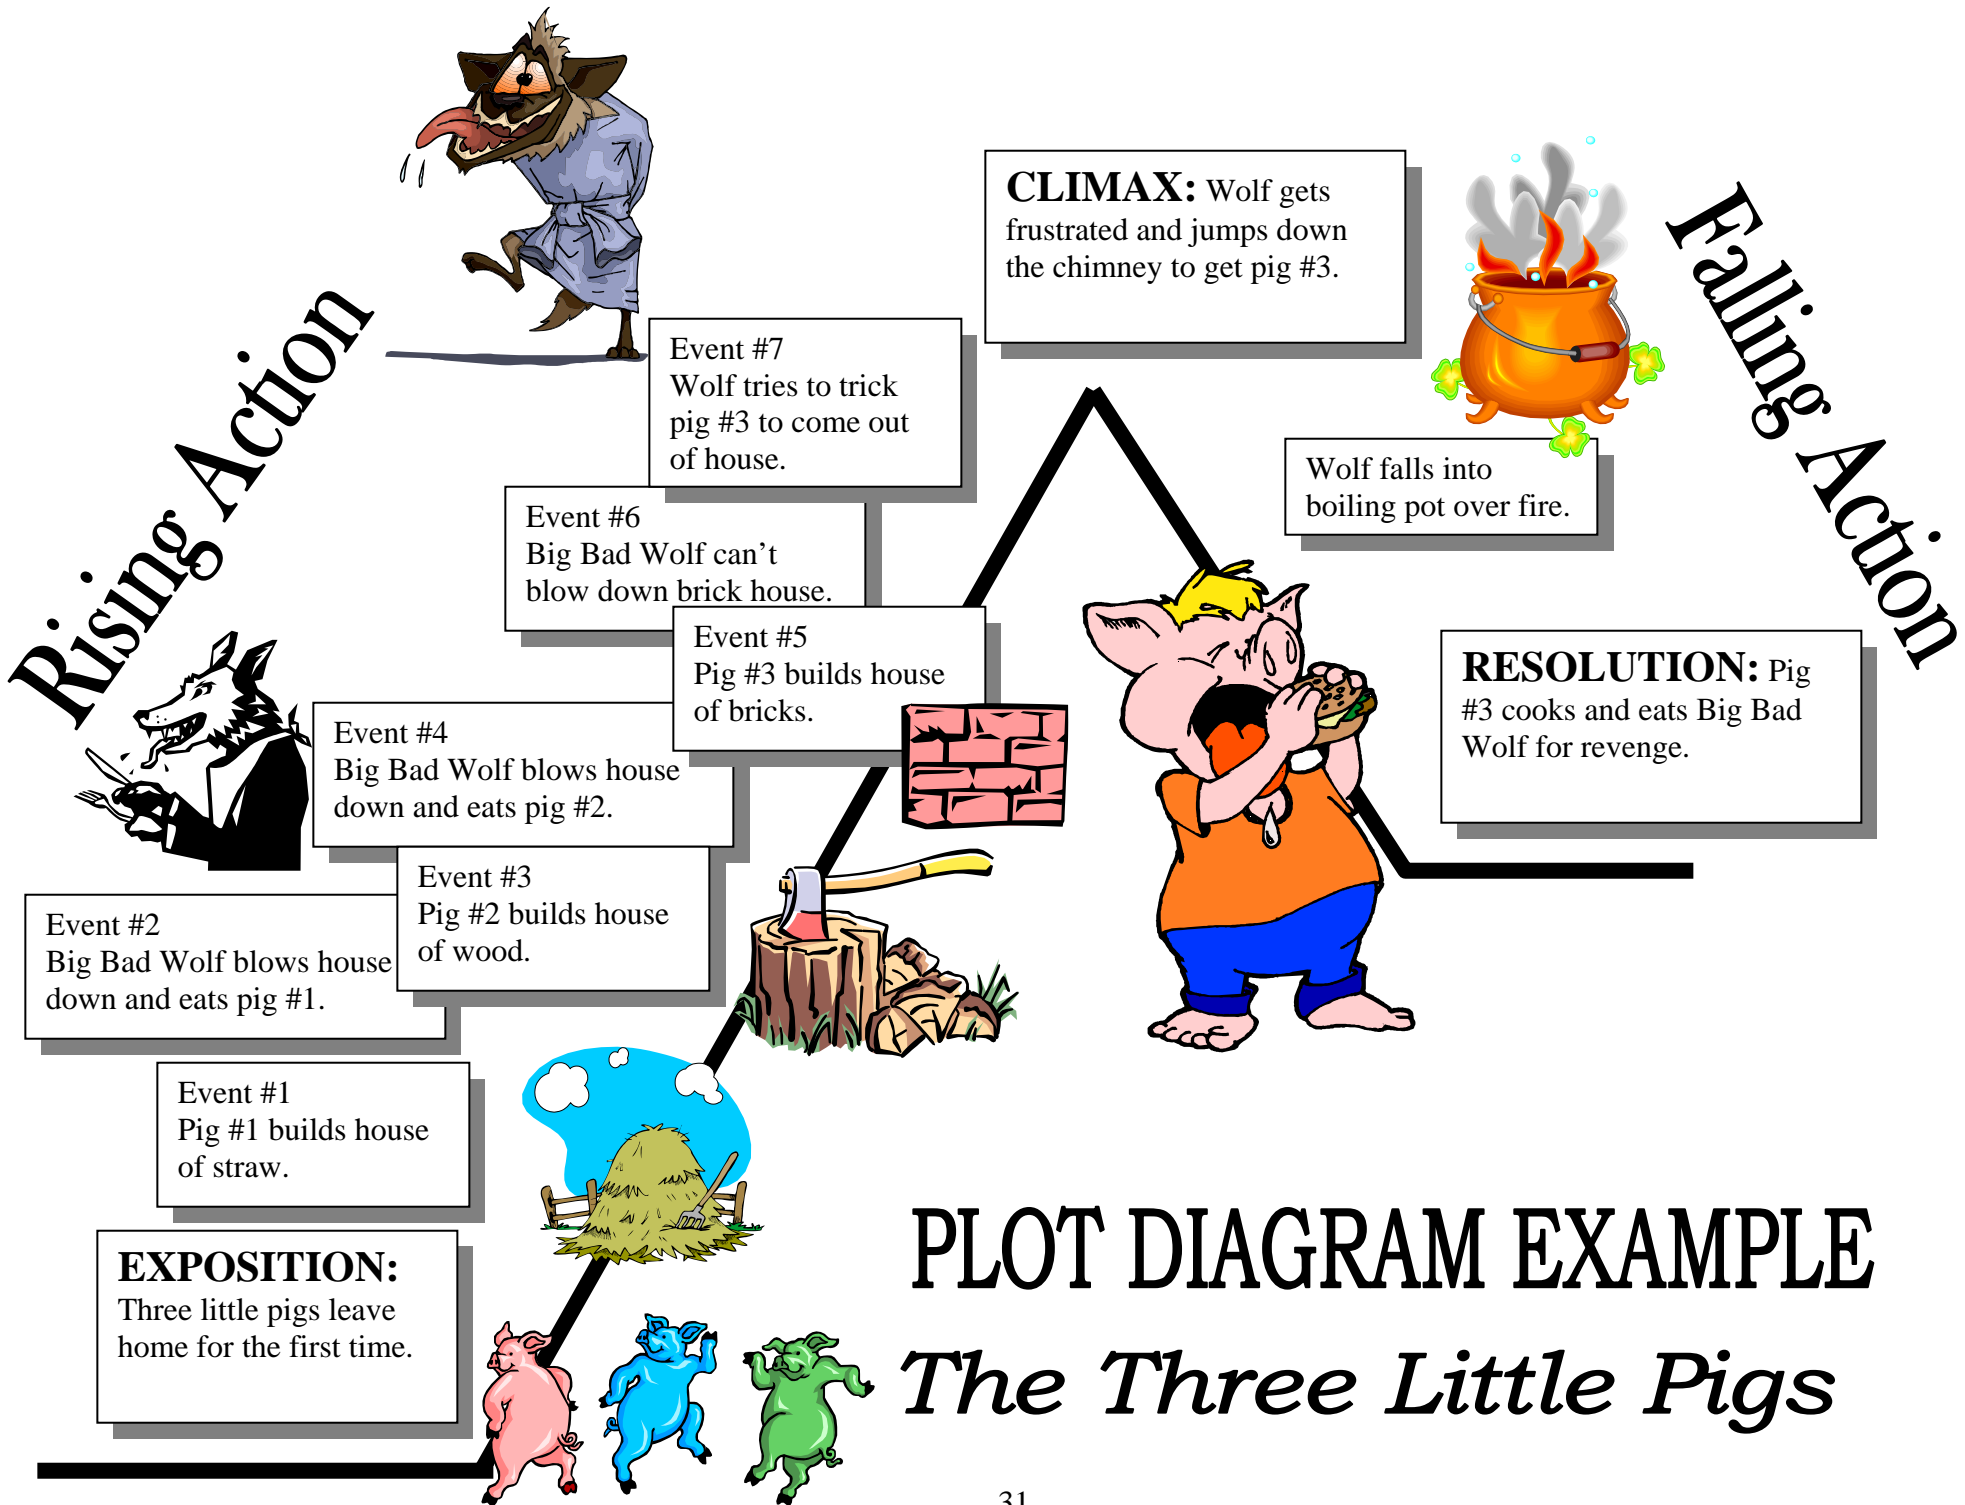 Rising Action
Event #7
Wolf tries to trick
pig #3 to come out
of house.
CLIMAX: Wolf gets
frustrated and jumps down
the chimney to get pig #3.
Falling Action
Wolf falls into
boiling pot over fire.
Event #6
Big Bad Wolf can’t
blow down brick house.
Event #5
Pig #3 builds house
of bricks.
RESOLUTION: Pig
#3 cooks and eats Big Bad
Wolf for revenge.
Event #4
Big Bad Wolf blows house
down and eats pig #2.
Event #3
Pig #2 builds house
of wood.
Event #2
Big Bad Wolf blows house
down and eats pig #1.
Event #1
Pig #1 builds house
of straw.
EXPOSITION:
Three little pigs leave
home for the first time.
PLOT DIAGRAM EXAMPLE
The Three Little Pigs
31